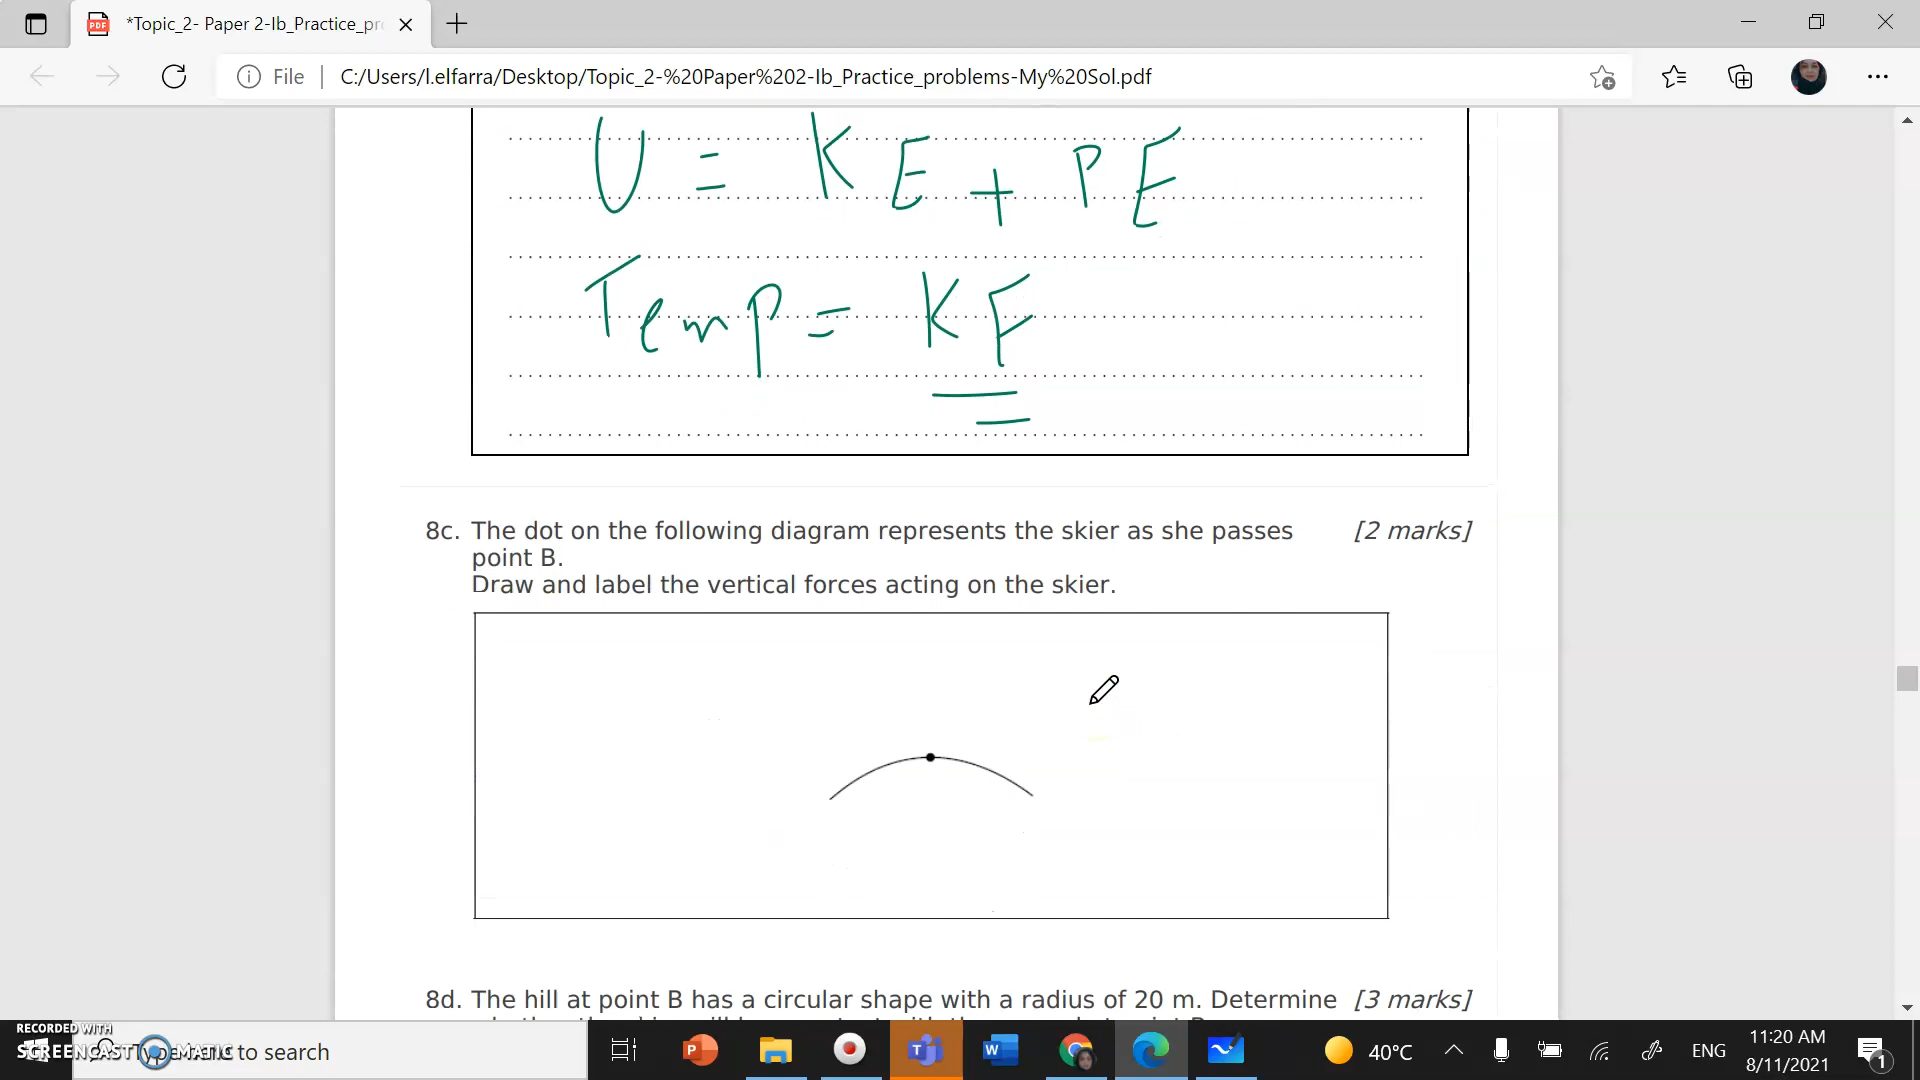 *Topic_2- Paper 2-Ib_Practice_pr
File
C:/Users/l.elfarra/Desktop/Topic_2-%20Paper%202-Ib_Practice_problems-My%20Sol.pdf
U = KE + PE
Temp = KE
8c. The dot on the following diagram represents the skier as she passes [2 marks]
point B.
Draw and label the vertical forces acting on the skier.
8d. The hill at point B has a circular shape with a radius of 20 m. Determine [3 marks]
RECORDED WITH
SCREENCAST MATIC
to search
40°C
ENG
11:20 AM
8/11/2021
1